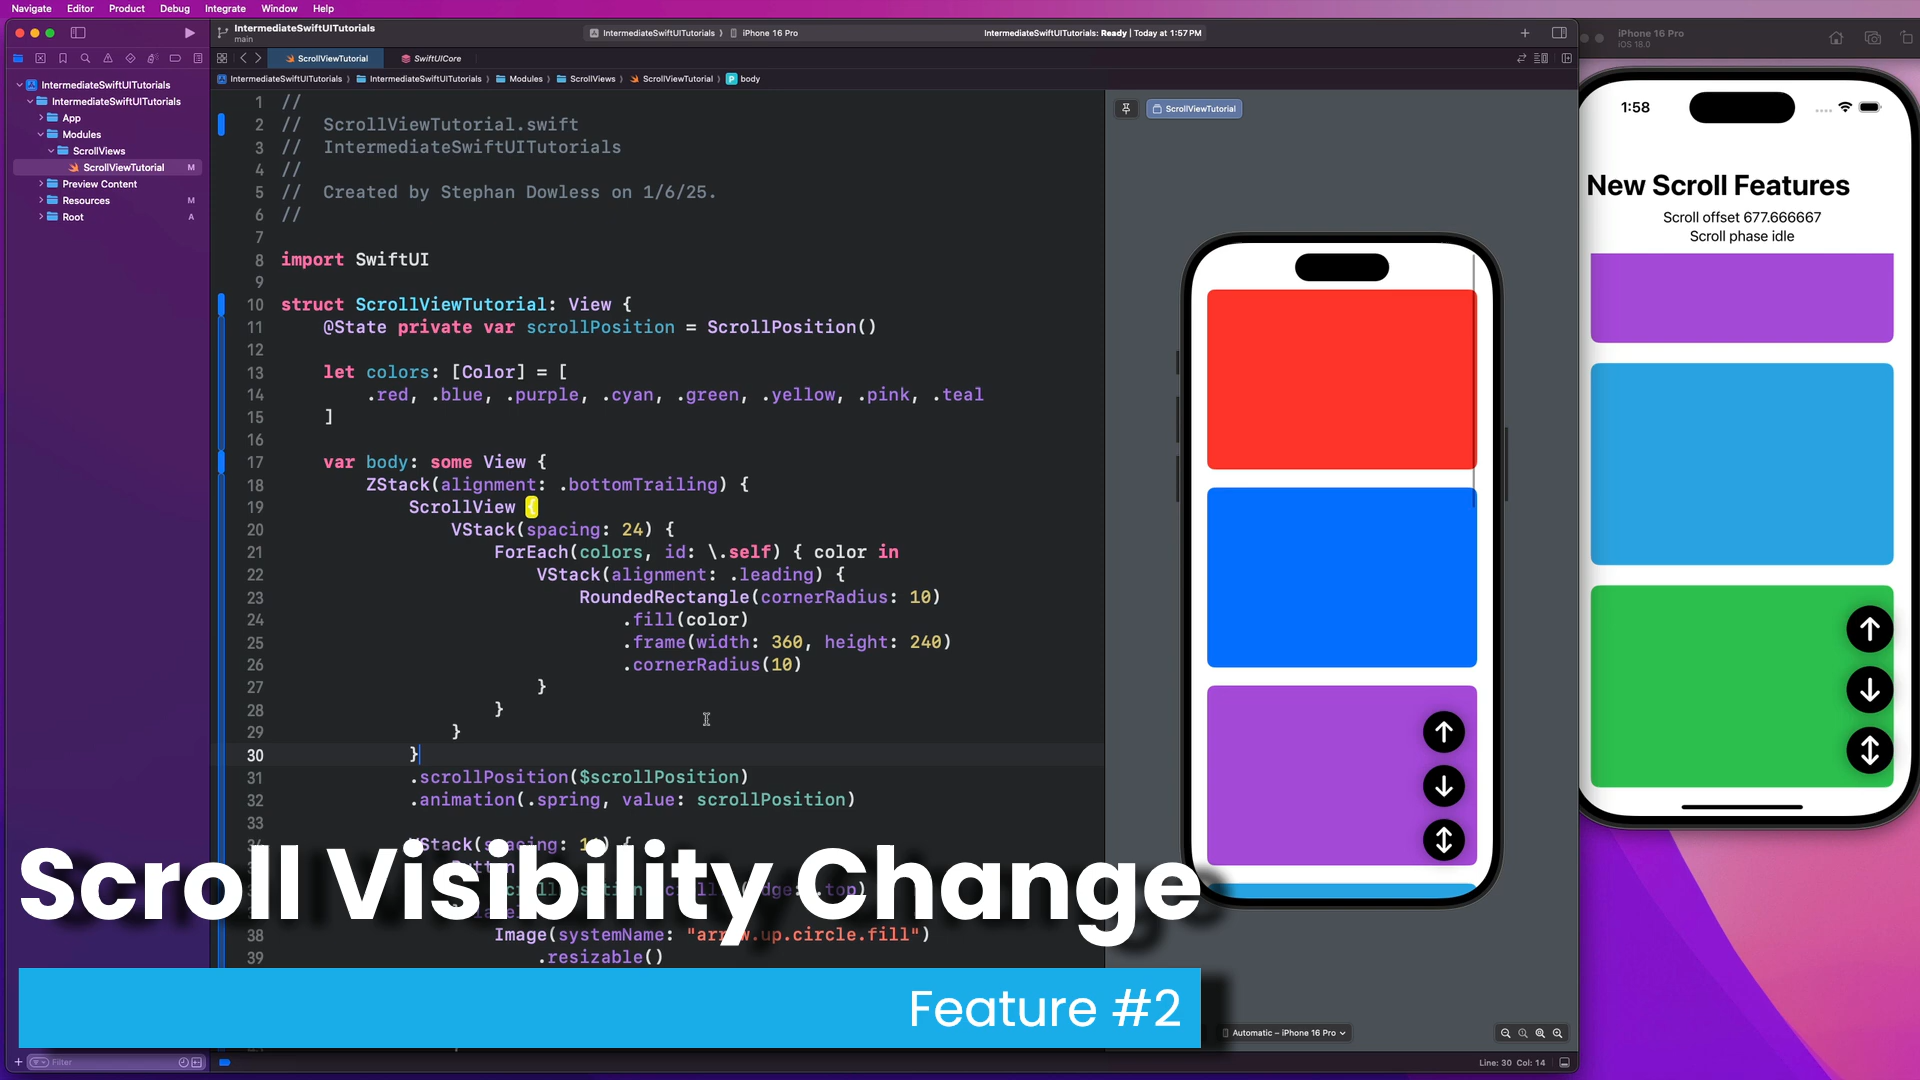 Navigate Editor Product Debug Integrate Window Help
IntermediateSwiftUITutorials
main
IntermediateSwiftUITutorials
iPhone 16 Pro
IntermediateSwiftUITutorials: Ready | Today at 1:57 PM
iPhone 16 Pro
iOS 18.0
ScrollViewTutorial
SwiftUICore
IntermediateSwiftUITutorials
IntermediateSwiftUITutorials
Modules
ScrollViews
ScrollViewTutorial
P body
IntermediateSwiftUITutorials
IntermediateSwiftUITutorials
App
Modules
ScrollViews
ScrollViewTutorial M
Preview Content
Resources M
Root A
1 //
2 // ScrollViewTutorial.swift
3 // IntermediateSwiftUITutorials
4 //
5 // Created by Stephan Dowless on 1/6/25.
6 //
7
8 import SwiftUI
9
10 struct ScrollViewTutorial: View {
11 @State private var scrollPosition = ScrollPosition()
12
13 let colors: [Color] = [
14 .red, .blue, .purple, .cyan, .green, .yellow, .pink, .teal
15 ]
16
17 var body: some View {
18 ZStack(alignment: .bottomTrailing) {
19 ScrollView {
20 VStack(spacing: 24) {
21 ForEach(colors, id: \.self) { color in
22 VStack(alignment: .leading) {
23 RoundedRectangle(cornerRadius: 10)
24 .fill(color)
25 .frame(width: 360, height: 240)
26 .cornerRadius(10)
27 }
28 }
29 }
30 }
31 .scrollPosition($scrollPosition)
32 .animation(.spring, value: scrollPosition)
33
38 Image(systemName: "arrow.up.circle.fill")
39 .resizable()
ScrollViewTutorial
1:58
New Scroll Features
Scroll offset 677.666667
Scroll phase idle
Scroll Visibility Change
Feature #2
Automatic – iPhone 16 Pro
Filter
Line: 30 Col: 14